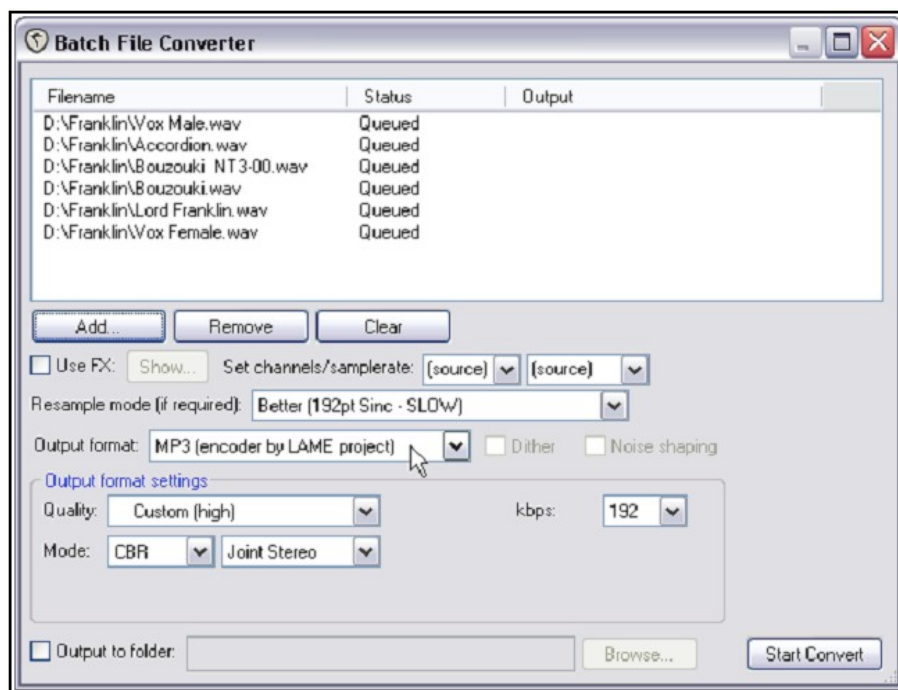 Batch File Converter
Filename Status Output
D:\Franklin\Vox Male.wav Queued
D:\Franklin\Accordion.wav Queued
D:\Franklin\Bouzouki NT3-00.wav Queued
D:\Franklin\Bouzouki.wav Queued
D:\Franklin\Lord Franklin.wav Queued
D:\Franklin\Vox Female.wav Queued
Add... Remove Clear
Use FX: Show... Set channels/samplerate: (source) (source)
Resample mode (if required): Better (192pt Sinc - SLOW)
Output format: MP3 (encoder by LAME project) Dither Noise shaping
Output format settings
Quality: Custom (high) kbps: 192
Mode: CBR Joint Stereo
Output to folder: Browse... Start Convert